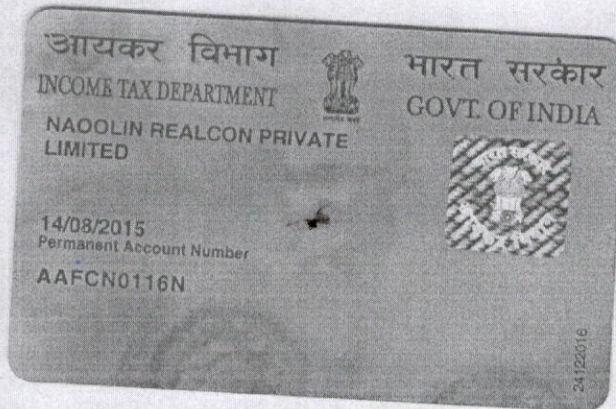 आयकर विभाग
INCOME TAX DEPARTMENT
भारत सरकार
GOVT. OF INDIA
NAOOLIN REALCON PRIVATE
LIMITED
14/08/2015
Permanent Account Number
AAFCN0116N
24122016